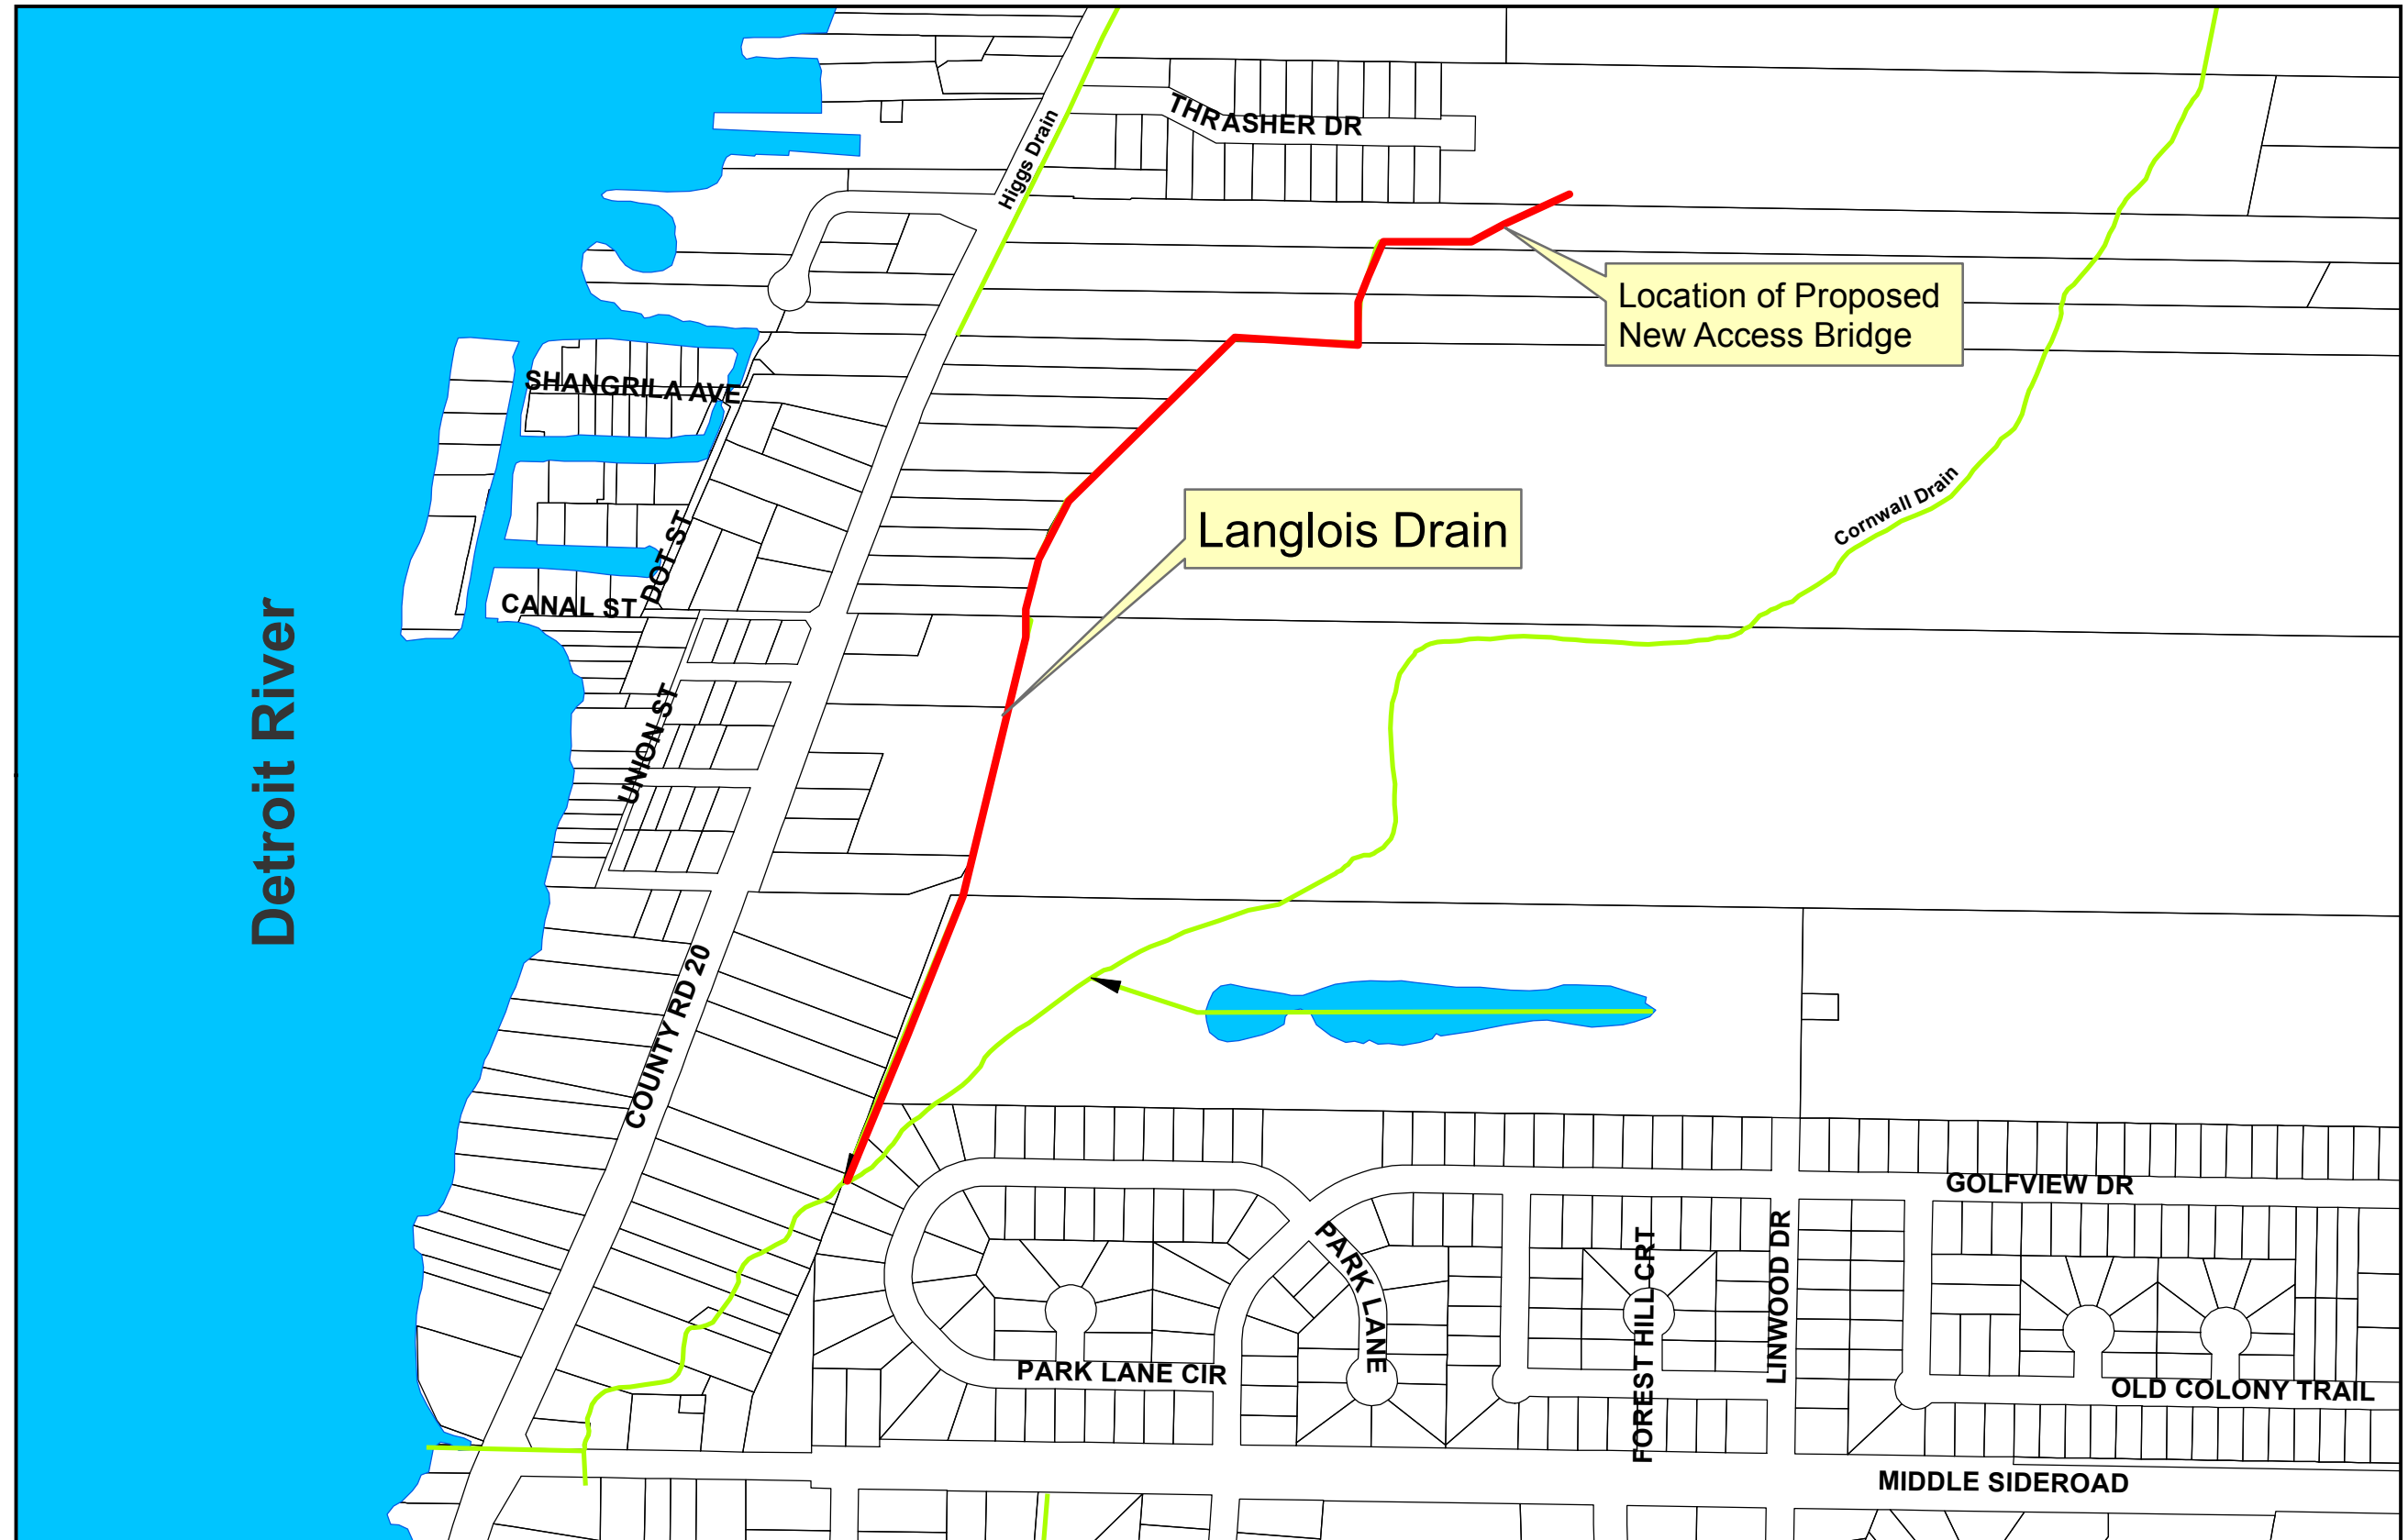 THRASHER DR
Higgs Drain
Location of Proposed
New Access Bridge
SHANGRILA AVE
Langlois Drain
Cornwall Drain
DOT ST
CANAL ST
Detroit River
UNION ST
COUNTY RD 20
GOLFVIEW DR
PARK LANE
FOREST HILL CRT
LINWOOD DR
PARK LANE CIR
OLD COLONY TRAIL
MIDDLE SIDEROAD